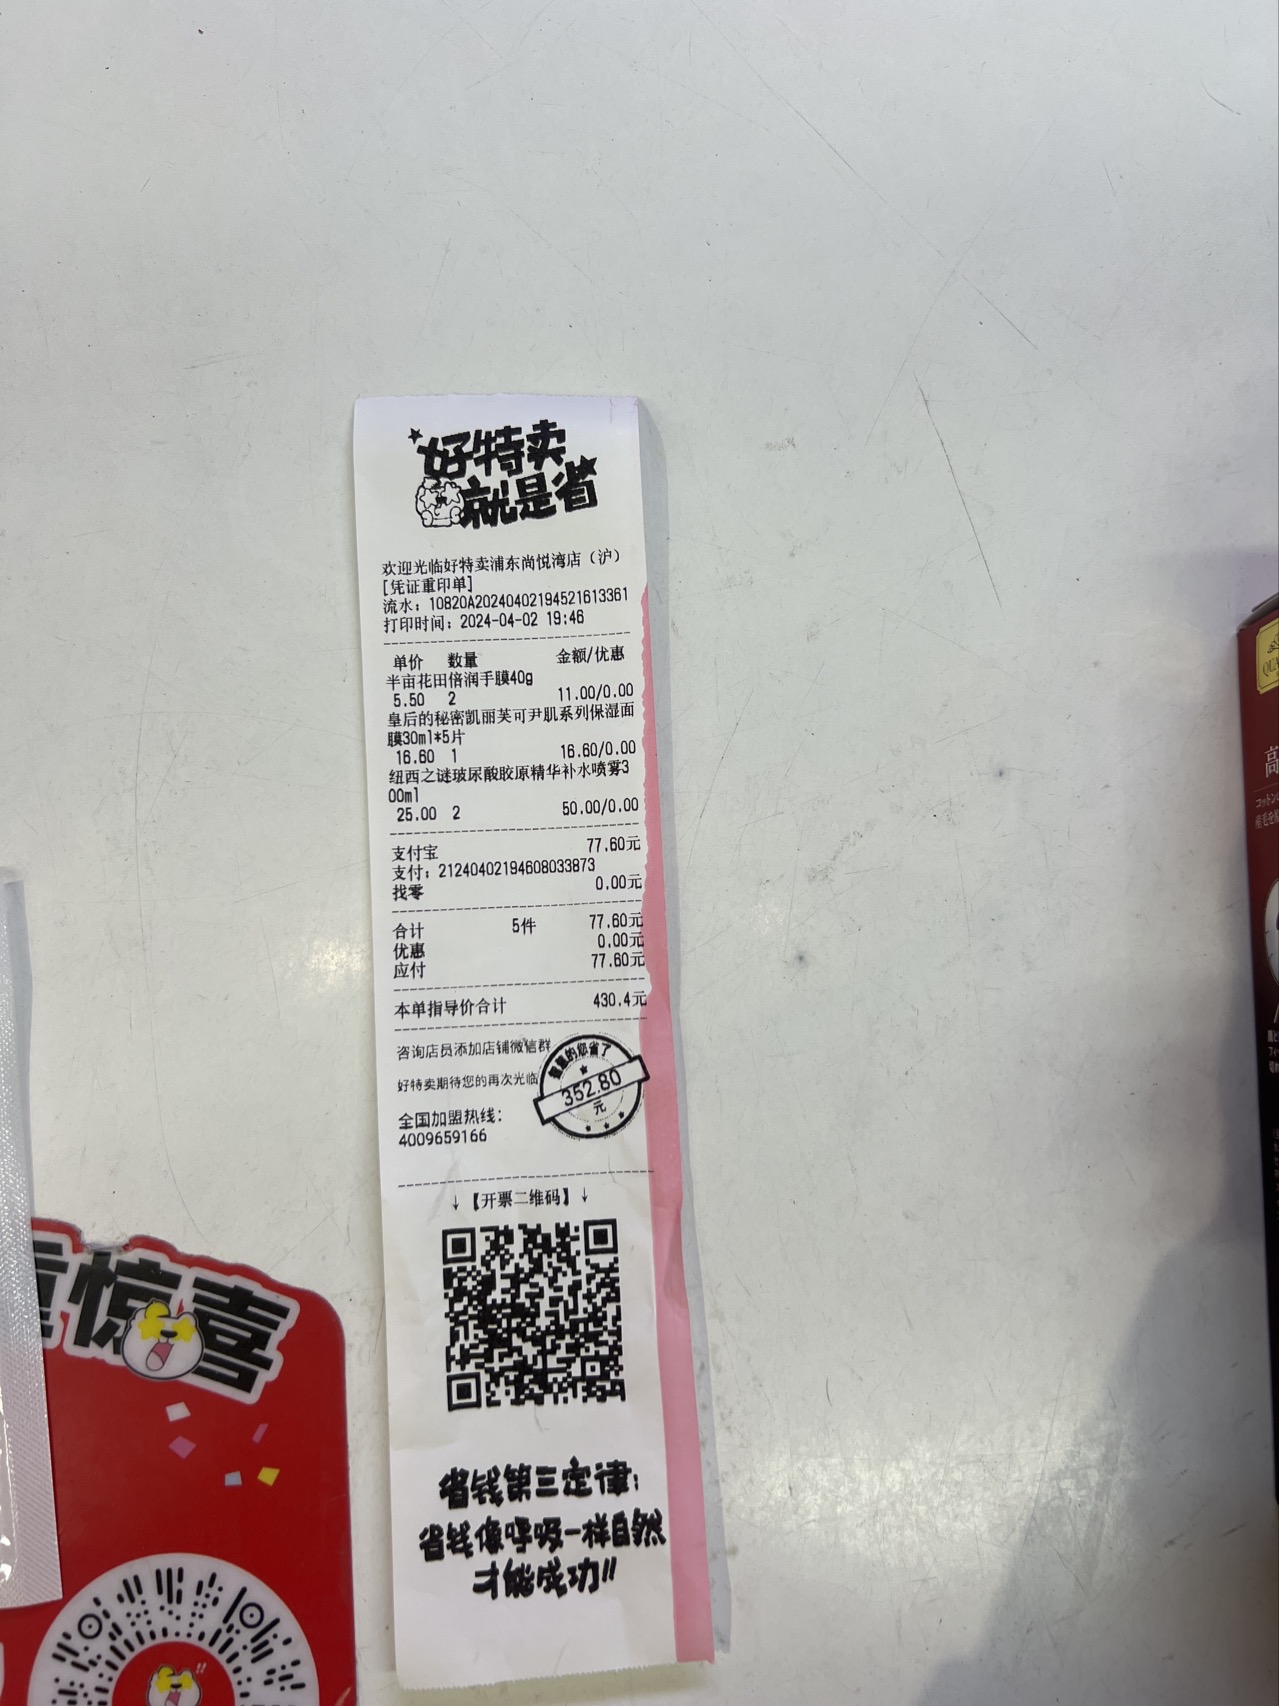 好特卖
就是省
欢迎光临好特卖浦东尚悦湾店（沪）
[凭证重印单]
流水：10820A20240402194521613361
打印时间：2024-04-02 19:46
单价 数量 金额/优惠
半亩花田倍润手膜40g
5.50 2 11.00/0.00
皇后的秘密凯丽芙可尹肌系列保湿面
膜30ml*5片
16.60 1 16.60/0.00
纽西之谜玻尿酸胶原精华补水喷雾3
00ml
25.00 2 50.00/0.00
支付宝 77.60元
支付：21240402194608033873
找零 0.00元
合计 5件 77.60元
优惠 0.00元
应付 77.60元
本单指导价合计 430.4元
咨询店员添加店铺微信群
好特卖期待您的再次光临
全国加盟热线：
4009659166
的您省了
352.80
元
↓【开票二维码】↓
省钱第三定律：
省钱像呼吸一样自然
才能成功!!
惊喜
高